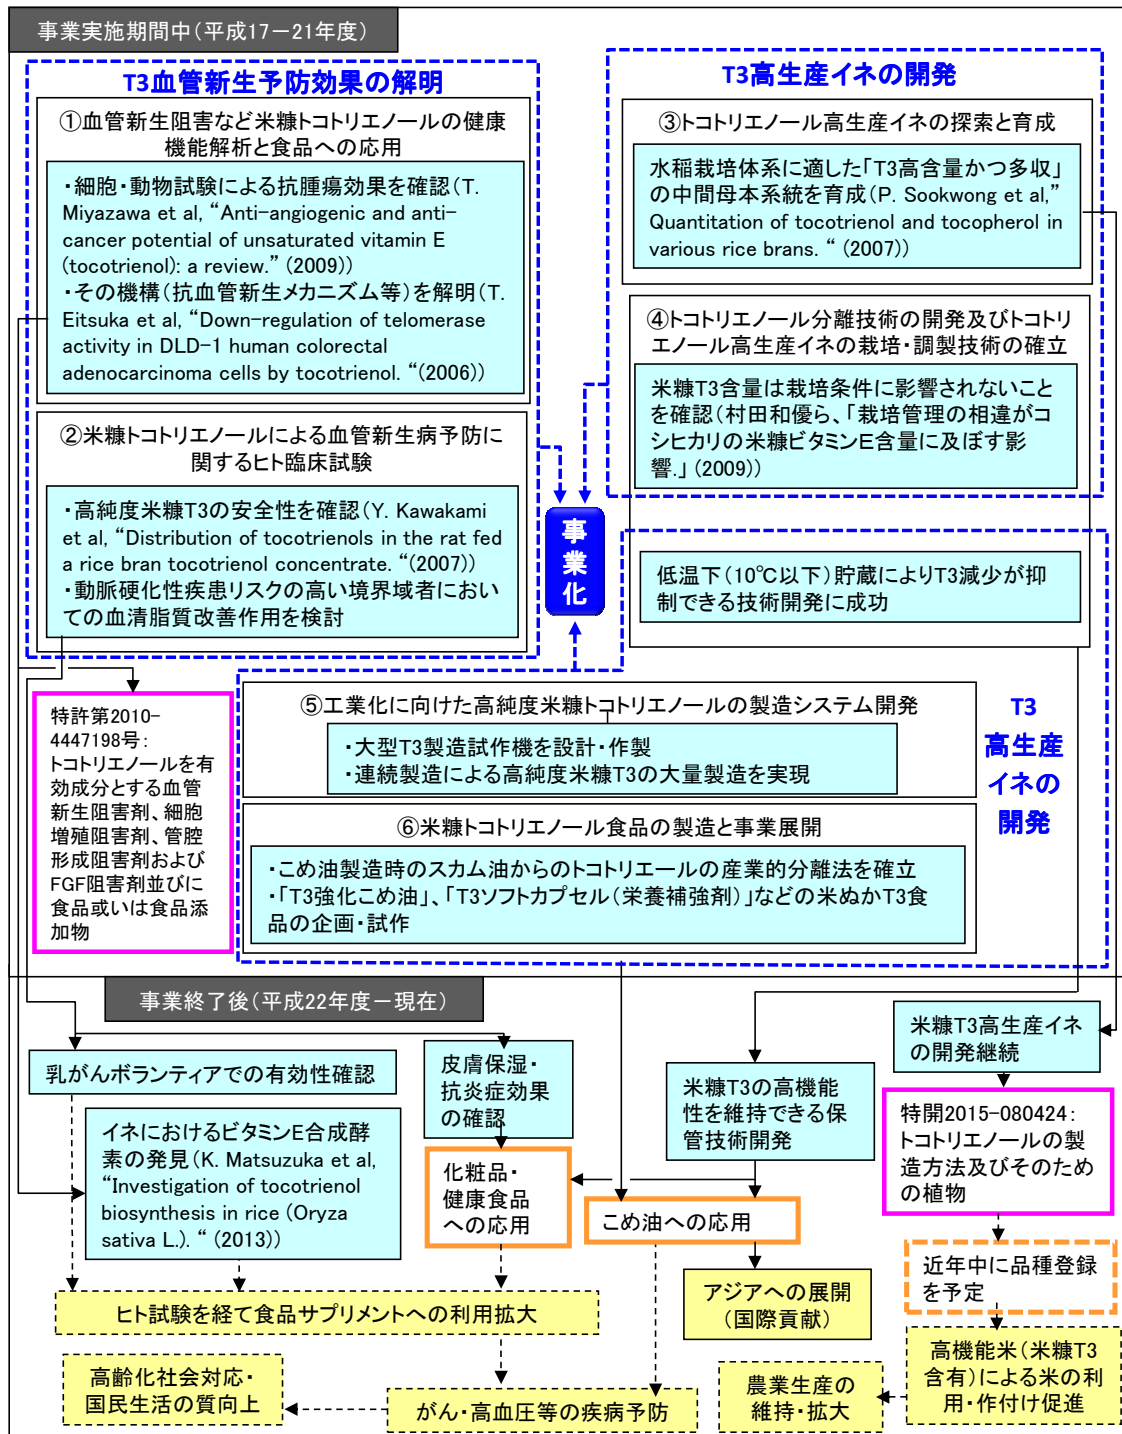 事業実施期間中（平成17－21年度）
T3血管新生予防効果の解明
①血管新生阻害など米糠トコトリエノールの健康
機能解析と食品への応用
・細胞・動物試験による抗腫瘍効果を確認（T.
Miyazawa et al, “Anti-angiogenic and anti-
cancer potential of unsaturated vitamin E
(tocotrienol): a review.” (2009))
・その機構（抗血管新生メカニズム等）を解明（T.
Eitsuka et al, “Down-regulation of telomerase
activity in DLD-1 human colorectal
adenocarcinoma cells by tocotrienol. “(2006))
②米糠トコトリエノールによる血管新生病予防に
関するヒト臨床試験
・高純度米糠T3の安全性を確認（Y. Kawakami
et al, “Distribution of tocotrienols in the rat fed
a rice bran tocotrienol concentrate. “(2007))
・動脈硬化性疾患リスクの高い境界域者におい
ての血清脂質改善作用を検討
T3高生産イネの開発
③トコトリエノール高生産イネの探索と育成
水稲栽培体系に適した「T3高含量かつ多収」
の中間母本系統を育成（P. Sookwong et al,”
Quantitation of tocotrienol and tocopherol in
various rice brans. “ (2007))
④トコトリエノール分離技術の開発及びトコトリ
エノール高生産イネの栽培・調製技術の確立
米糠T3含量は栽培条件に影響されないこと
を確認（村田和優ら、「栽培管理の相違がコ
シヒカリの米糠ビタミンE含量に及ぼす影
響.」（2009））
低温下（10℃以下）貯蔵によりT3減少が抑
制できる技術開発に成功
事
業
化
特許第2010-
4447198号：
トコトリエノールを有
効成分とする血管
新生阻害剤、細胞
増殖阻害剤、管腔
形成阻害剤および
FGF阻害剤並びに
食品或いは食品添
加物
⑤工業化に向けた高純度米糠トコトリエノールの製造システム開発
・大型T3製造試作機を設計・作製
・連続製造による高純度米糠T3の大量製造を実現
⑥米糠トコトリエノール食品の製造と事業展開
・こめ油製造時のスカム油からのトコトリエールの産業的分離法を確立
・「T3強化こめ油」、「T3ソフトカプセル（栄養補強剤）」などの米ぬかT3食
品の企画・試作
T3
高生産
イネの
開発
事業終了後（平成22年度－現在）
乳がんボランティアでの有効性確認
イネにおけるビタミンE合成酵
素の発見（K. Matsuzuka et al,
“Investigation of tocotrienol
biosynthesis in rice (Oryza
sativa L.). “ (2013))
皮膚保湿・
抗炎症効果
の確認
化粧品・
健康食品
への応用
米糠T3の高機能
性を維持できる保
管技術開発
こめ油への応用
アジアへの展開
（国際貢献）
米糠T3高生産イネ
の開発継続
特開2015-080424：
トコトリエノールの製
造方法及びそのため
の植物
近年中に品種登録
を予定
高機能米（米糠T3
含有）による米の利
用・作付け促進
農業生産の
維持・拡大
ヒト試験を経て食品サプリメントへの利用拡大
がん・高血圧等の疾病予防
高齢化社会対応・
国民生活の質向上